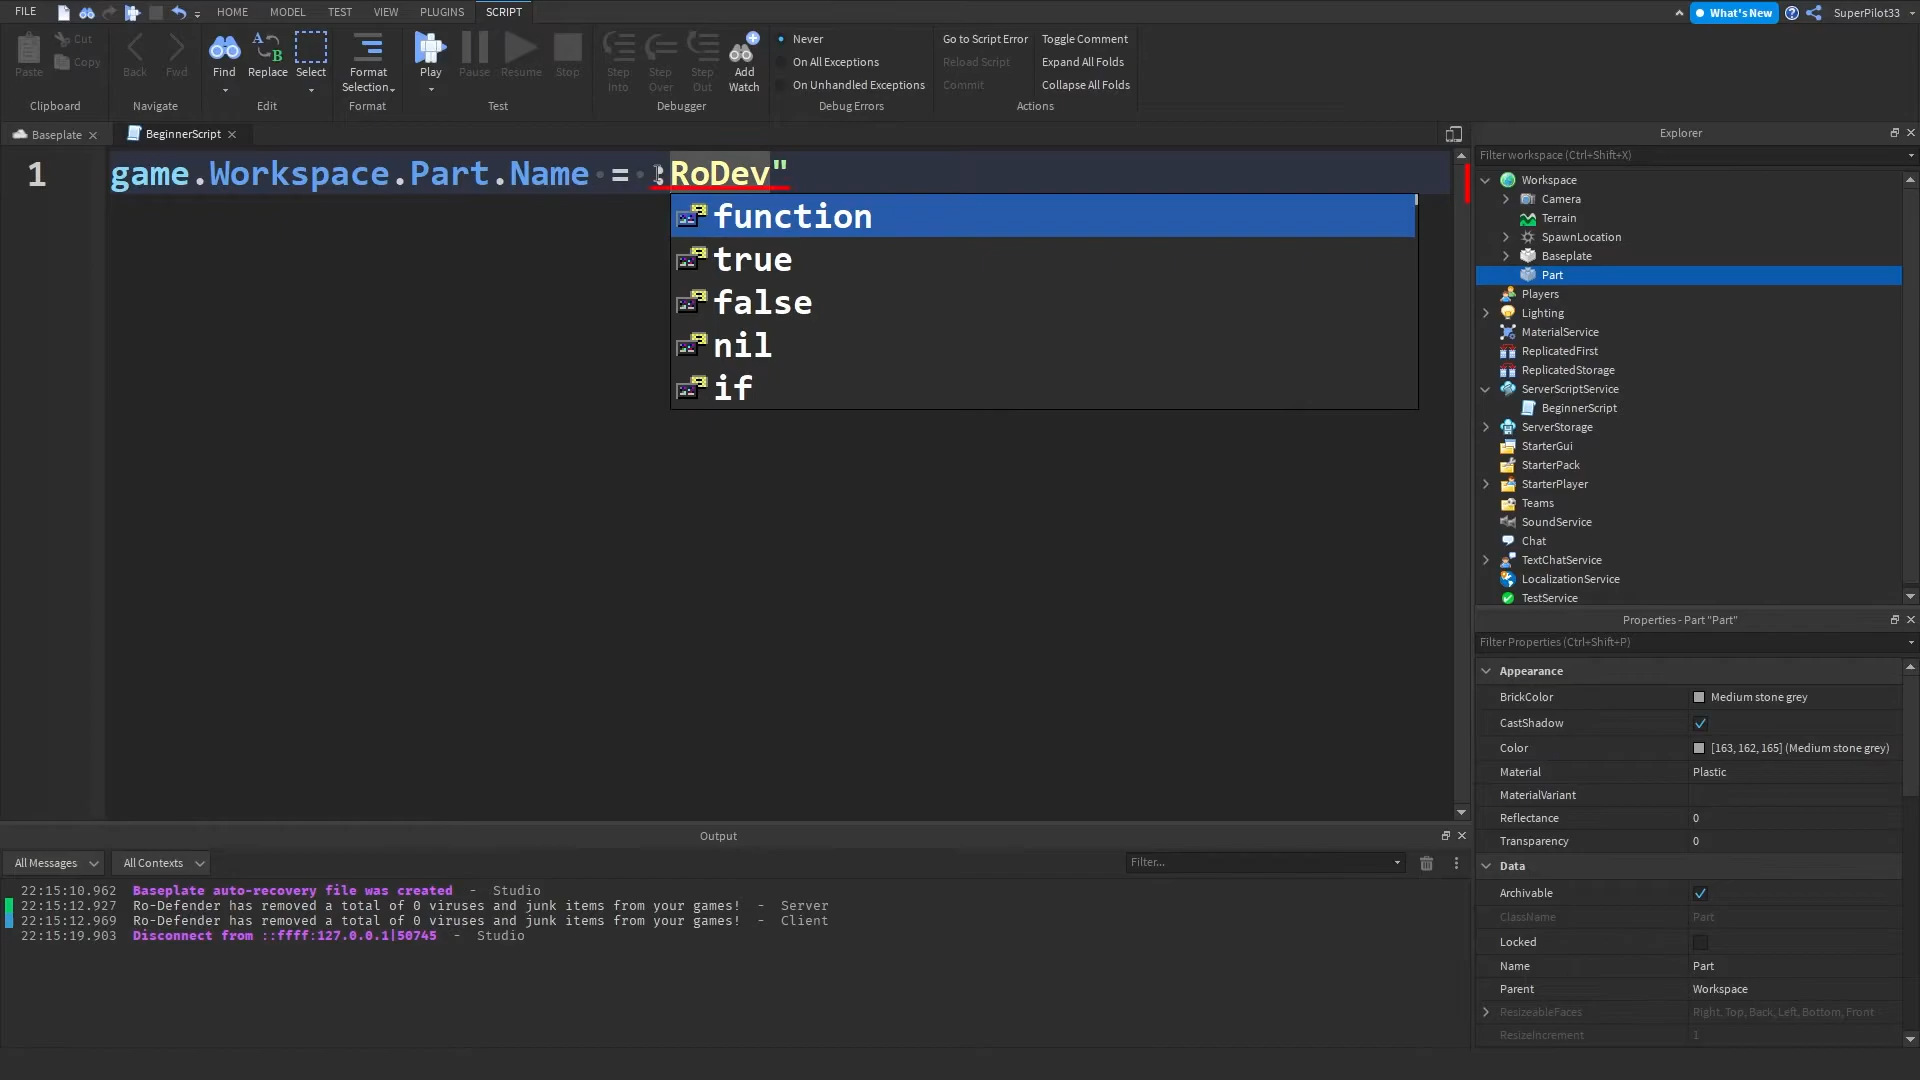 FILE HOME MODEL TEST VIEW PLUGINS SCRIPT What's New SuperPilot33
Paste Cut Copy Clipboard
Back Fwd Navigate
Find Replace Select Edit
Format Selection Format
Play Pause Resume Stop Test
Step Into Step Over Step Out Add Watch Debugger
Never
On All Exceptions
On Unhandled Exceptions
Debug Errors
Go to Script Error Toggle Comment
Reload Script Expand All Folds
Commit Collapse All Folds
Actions
Baseplate BeginnerScript
1 game.Workspace.Part.Name = RoDev"
function
true
false
nil
if
Explorer
Filter workspace (Ctrl+Shift+X)
Workspace
Camera
Terrain
SpawnLocation
Baseplate
Part
Players
Lighting
MaterialService
ReplicatedFirst
ReplicatedStorage
ServerScriptService
BeginnerScript
ServerStorage
StarterGui
StarterPack
StarterPlayer
Teams
SoundService
Chat
TextChatService
LocalizationService
TestService
Properties - Part "Part"
Filter Properties (Ctrl+Shift+P)
Appearance
BrickColor Medium stone grey
CastShadow
Color [163, 162, 165] (Medium stone grey)
Material Plastic
MaterialVariant
Reflectance 0
Transparency 0
Data
Archivable
ClassName Part
Locked
Name Part
Parent Workspace
ResizeableFaces Right, Top, Back, Left, Bottom, Front
ResizeIncrement 1
Output
All Messages All Contexts Filter...
22:15:10.962 Baseplate auto-recovery file was created - Studio
22:15:12.927 Ro-Defender has removed a total of 0 viruses and junk items from your games! - Server
22:15:12.969 Ro-Defender has removed a total of 0 viruses and junk items from your games! - Client
22:15:19.903 Disconnect from ::ffff:127.0.0.1|50745 - Studio